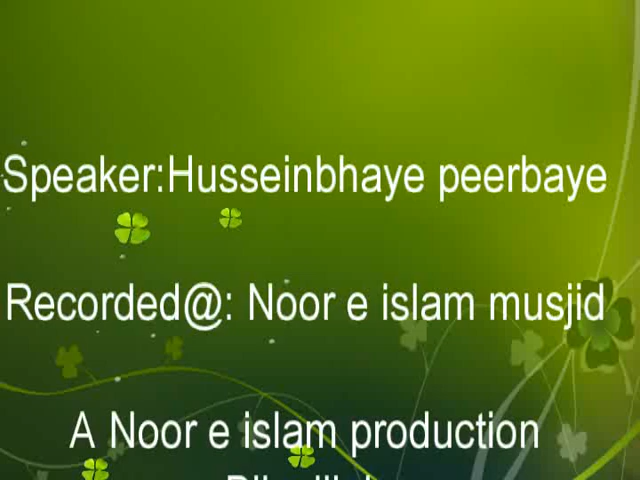 Speaker:Husseinbhaye peerbaye
Recorded@: Noor e islam musjid
A Noor e islam production